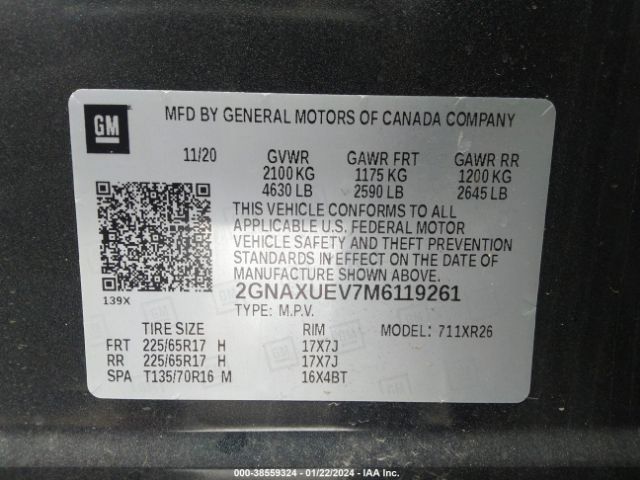 GM
MFD BY GENERAL MOTORS OF CANADA COMPANY
11/20 GVWR GAWR FRT GAWR RR
2100 KG 1175 KG 1200 KG
4630 LB 2590 LB 2645 LB
THIS VEHICLE CONFORMS TO ALL
APPLICABLE U.S. FEDERAL MOTOR
VEHICLE SAFETY AND THEFT PREVENTION
STANDARDS IN EFFECT ON THE DATE OF
MANUFACTURE SHOWN ABOVE.
139X
2GNAXUEV7M6119261
TYPE: M.P.V.
TIRE SIZE RIM MODEL: 711XR26
FRT 225/65R17 H 17X7J
RR 225/65R17 H 17X7J
SPA T135/70R16 M 16X4BT
000-38559324 - 01/22/2024 - IAA Inc.